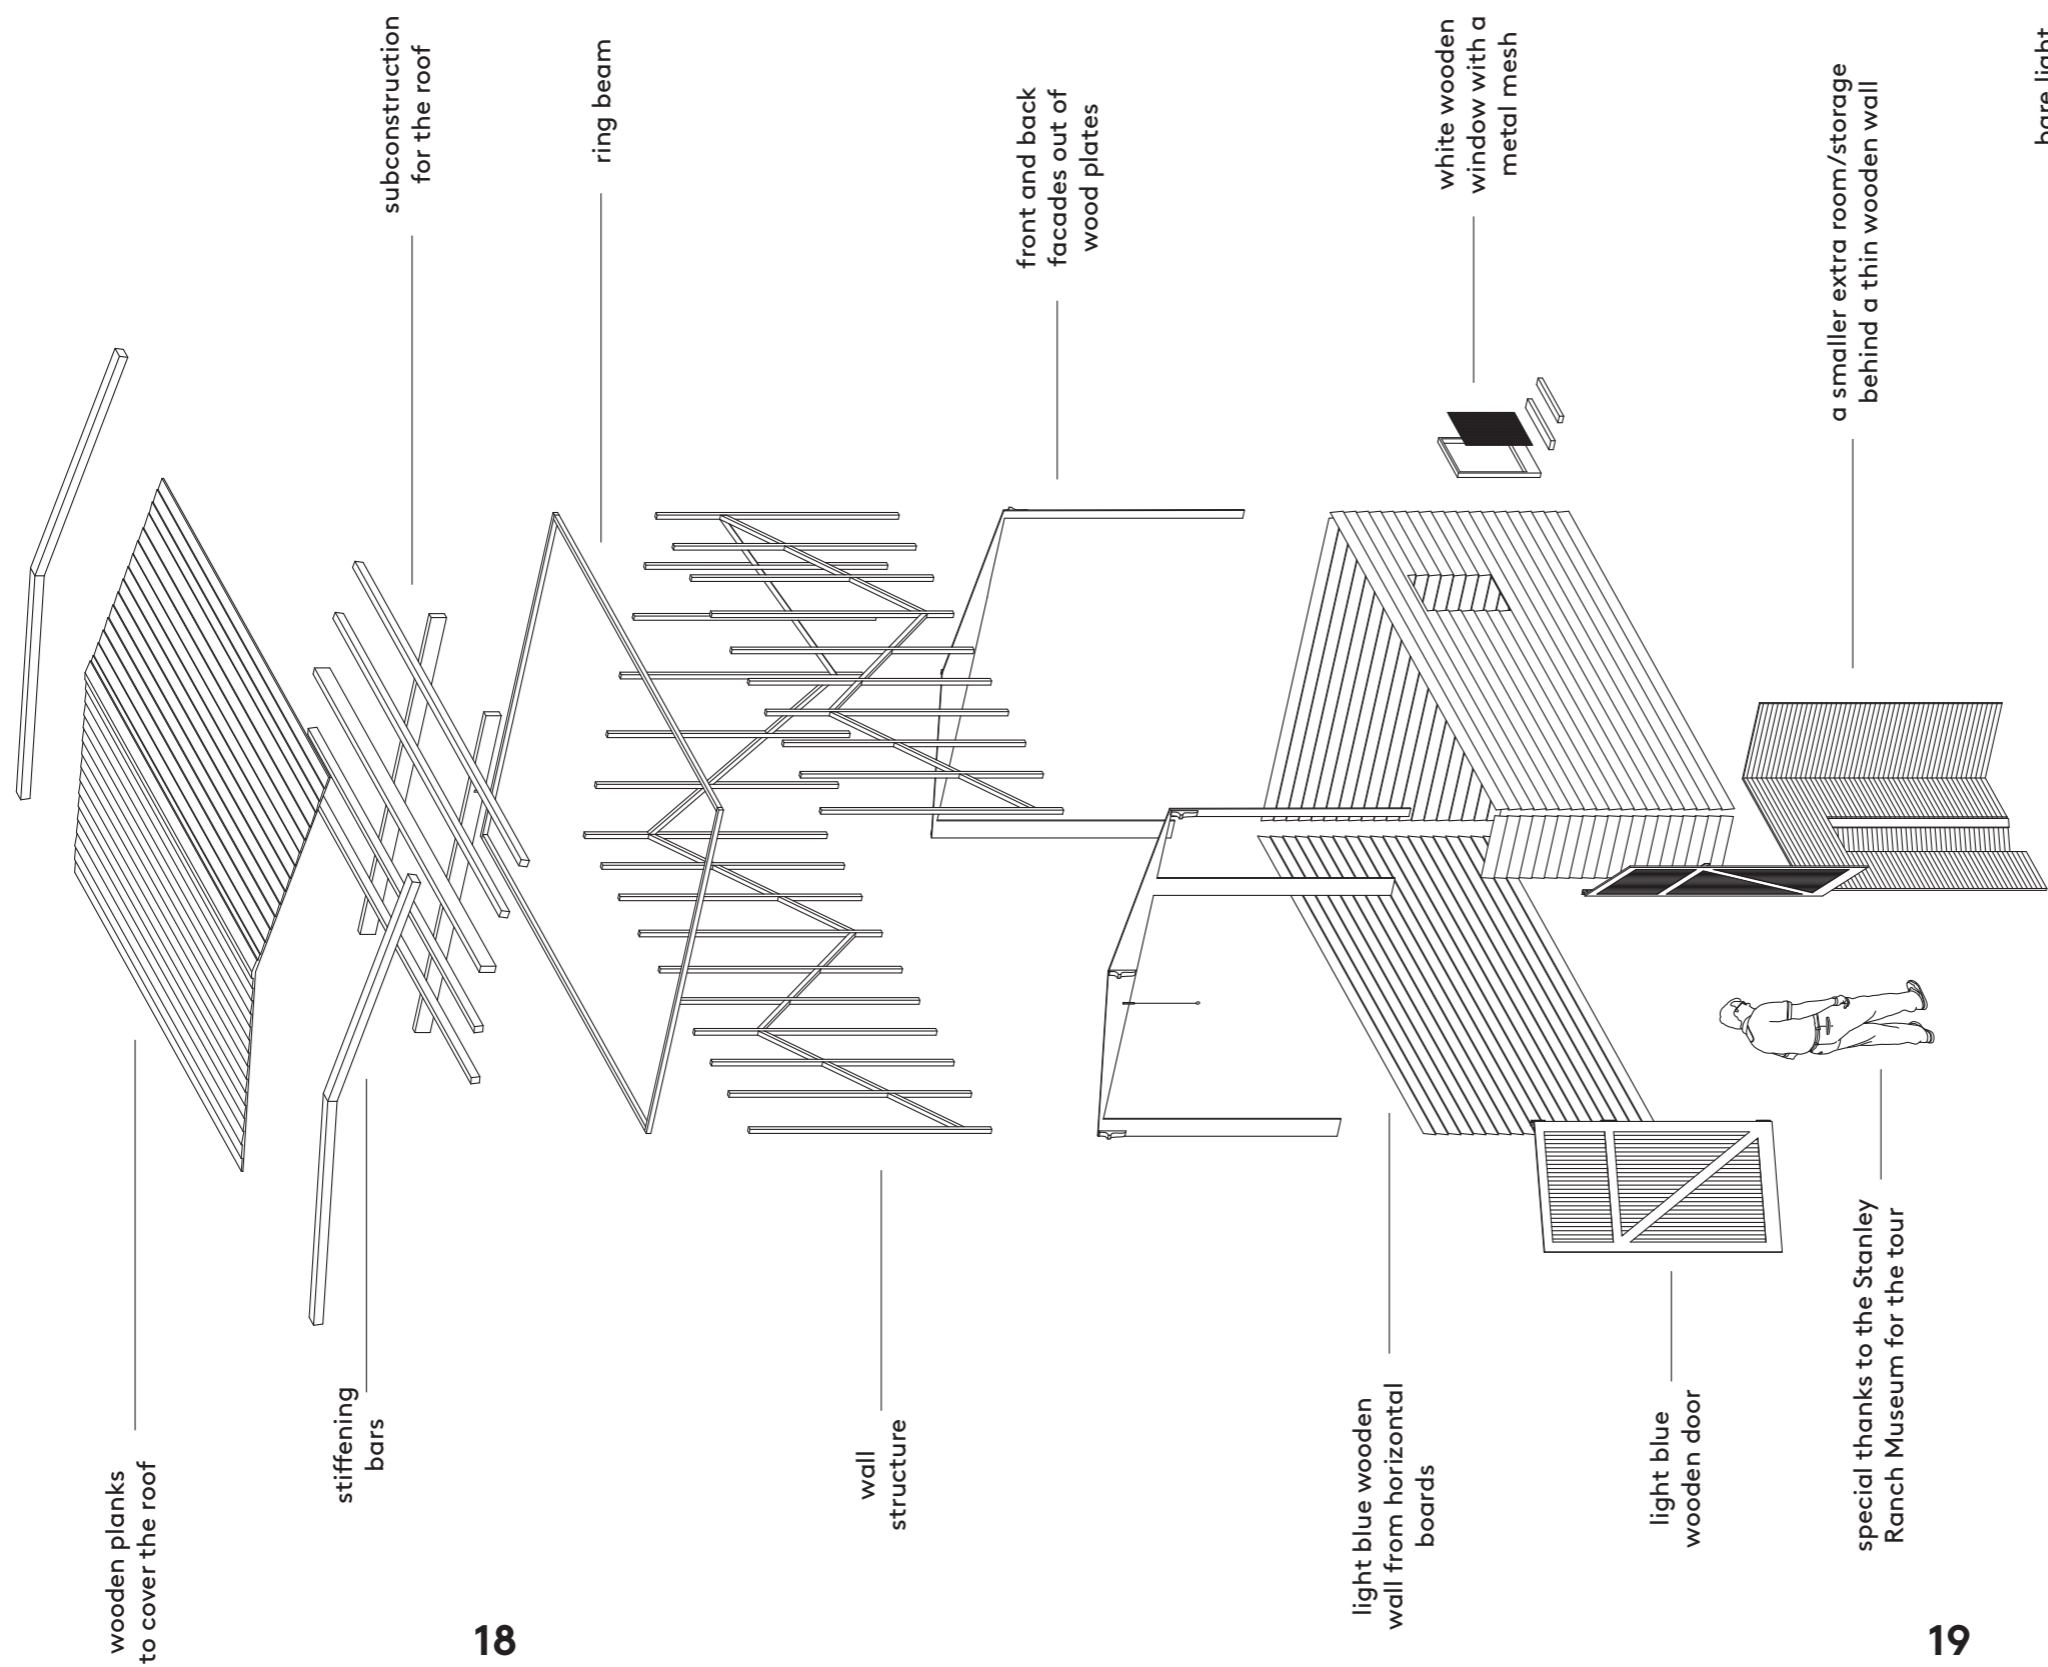 subconstruction
for the roof
ring beam
front and back
facades out of
wood plates
white wooden
window with a
metal mesh
a smaller extra room/storage
behind a thin wooden wall
bare light
wooden planks
to cover the roof
stiffening
bars
wall
structure
light blue wooden
wall from horizontal
boards
light blue
wooden door
special thanks to the Stanley
Ranch Museum for the tour
18
19